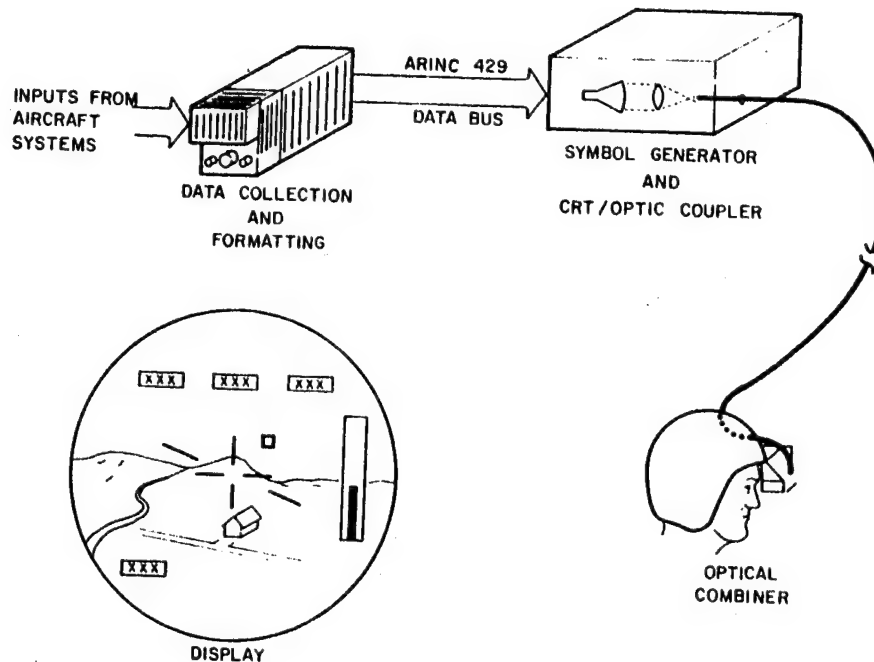 INPUTS FROM
AIRCRAFT
SYSTEMS
DATA COLLECTION
AND
FORMATTING
ARINC 429
DATA BUS
SYMBOL GENERATOR
AND
CRT/OPTIC COUPLER
XXX XXX XXX
XXX
DISPLAY
OPTICAL
COMBINER